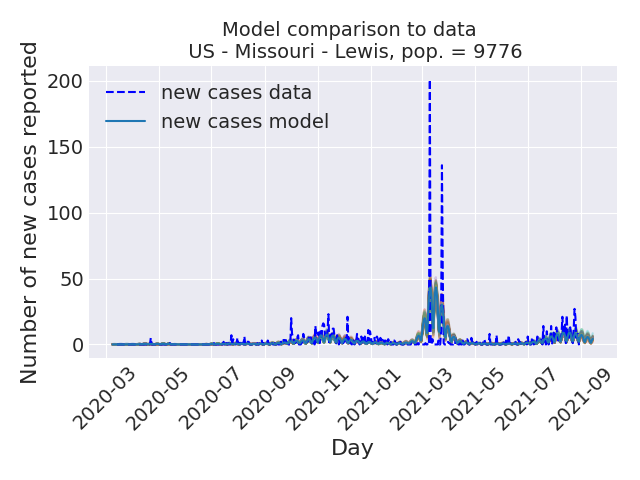 Model comparison to data
US - Missouri - Lewis, pop. = 9776
Number of new cases reported
200
150
100
50
0
new cases data
new cases model
2020-03
2020-05
2020-07
2020-09
2020-11
2021-01
2021-03
2021-05
2021-07
2021-09
Day